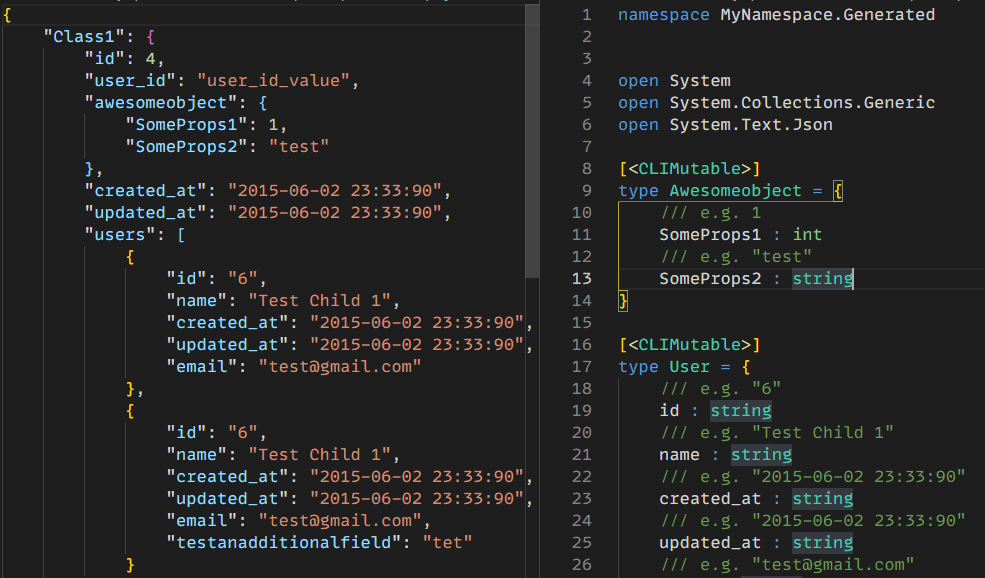 {
    "Class1": {
        "id": 4,
        "user_id": "user_id_value",
        "awesomeobject": {
            "SomeProps1": 1,
            "SomeProps2": "test"
        },
        "created_at": "2015-06-02 23:33:90",
        "updated_at": "2015-06-02 23:33:90",
        "users": [
            {
                "id": "6",
                "name": "Test Child 1",
                "created_at": "2015-06-02 23:33:90",
                "updated_at": "2015-06-02 23:33:90",
                "email": "test@gmail.com"
            },
            {
                "id": "6",
                "name": "Test Child 1",
                "created_at": "2015-06-02 23:33:90",
                "updated_at": "2015-06-02 23:33:90",
                "email": "test@gmail.com",
                "testanadditionalfield": "tet"
            }
1 namespace MyNamespace.Generated
2
3
4 open System
5 open System.Collections.Generic
6 open System.Text.Json
7
8 [<CLIMutable>]
9 type Awesomeobject = {
10     /// e.g. 1
11     SomeProps1 : int
12     /// e.g. "test"
13     SomeProps2 : string
14 }
15
16 [<CLIMutable>]
17 type User = {
18     /// e.g. "6"
19     id : string
20     /// e.g. "Test Child 1"
21     name : string
22     /// e.g. "2015-06-02 23:33:90"
23     created_at : string
24     /// e.g. "2015-06-02 23:33:90"
25     updated_at : string
26     /// e.g. "test@gmail.com"